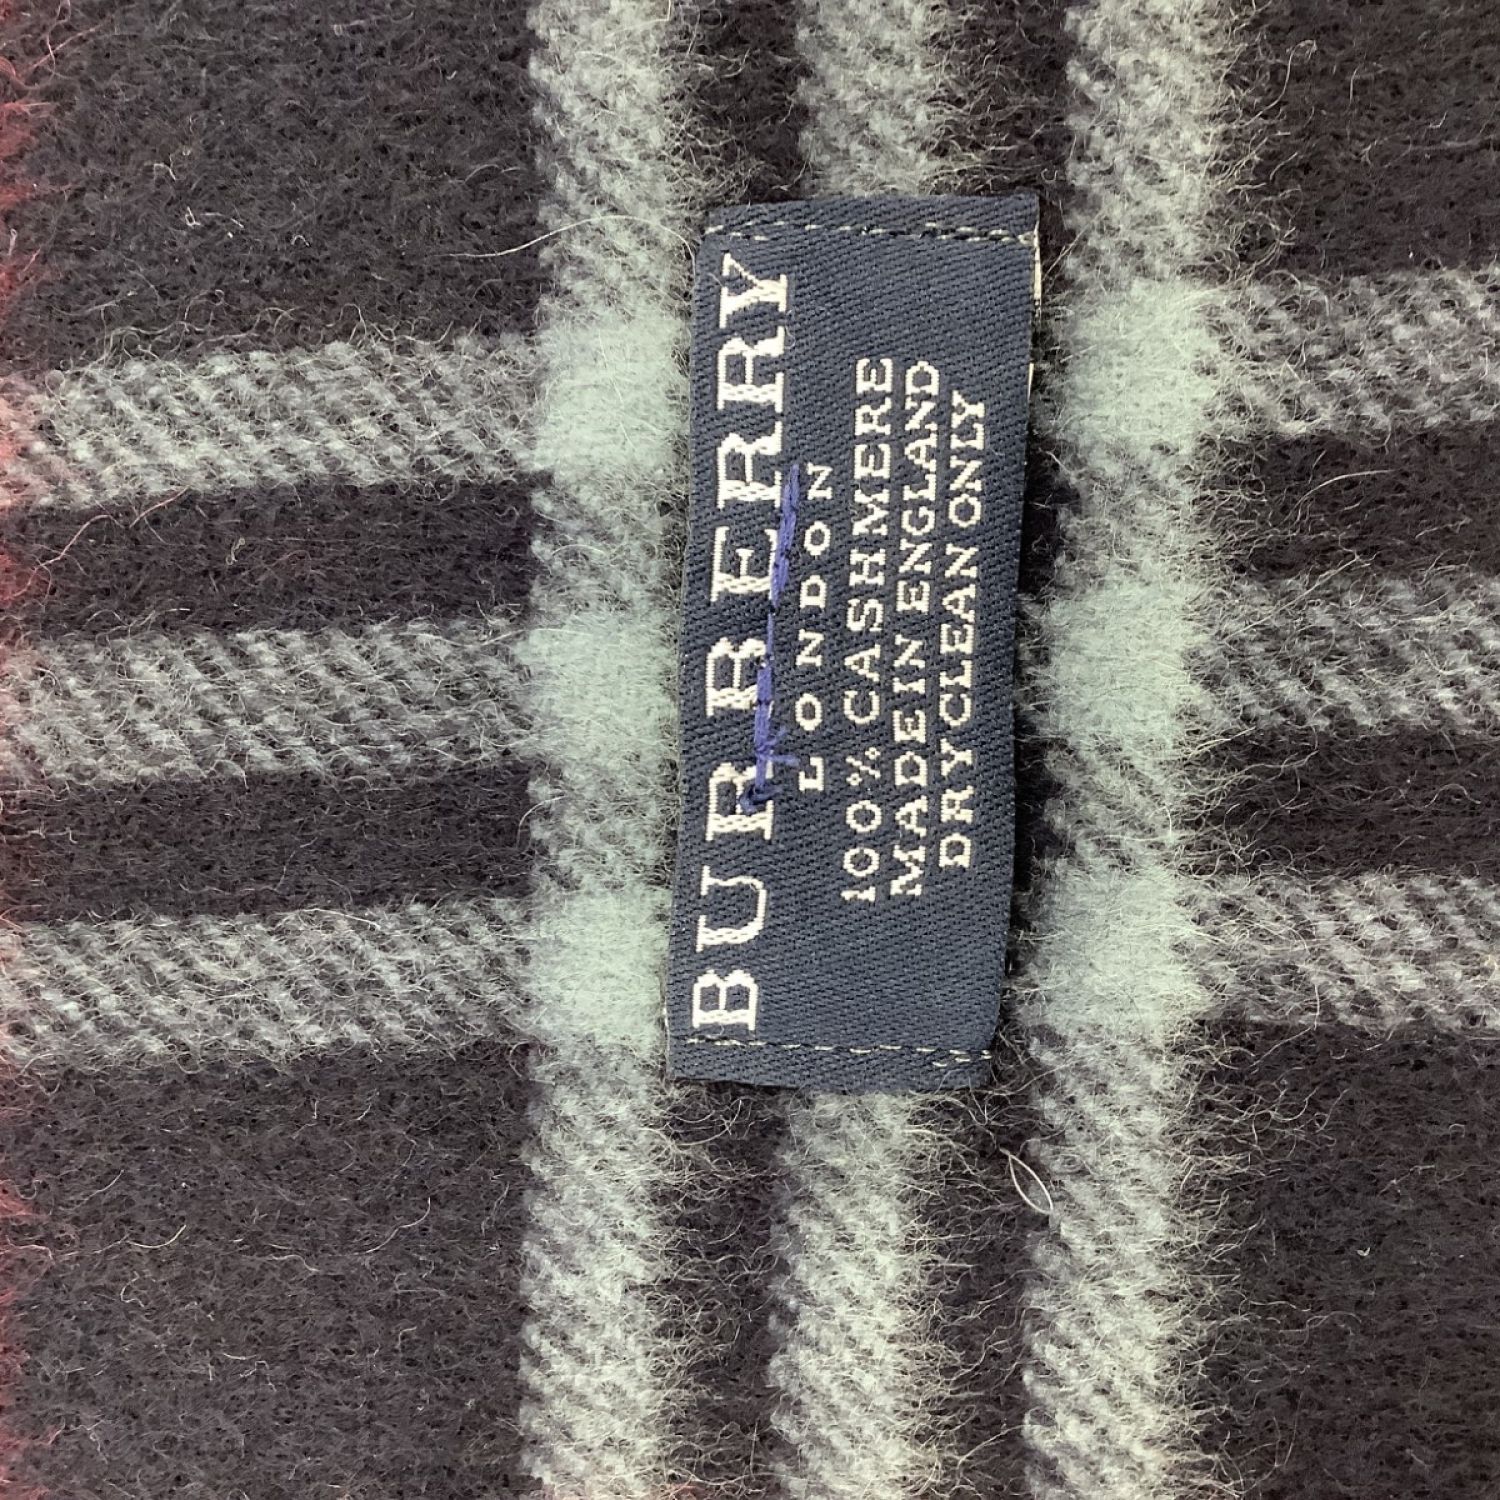 BURBERRY
LONDON
100% CASHMERE
MADE IN ENGLAND
DRYCLEAN ONLY